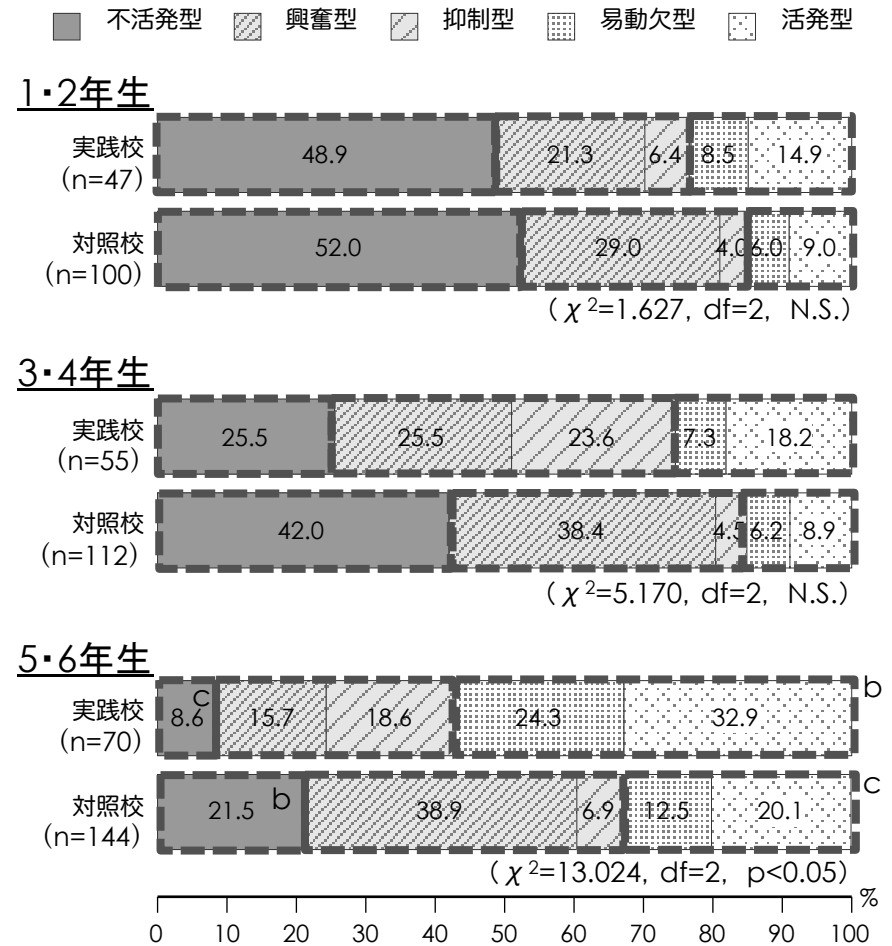 不活発型 興奮型 抑制型 易動欠型 活発型
1・2年生
実践校
(n=47)
48.9 21.3 6.4 8.5 14.9
対照校
(n=100)
52.0 29.0 4.0 6.0 9.0
(χ²=1.627, df=2, N.S.)
3・4年生
実践校
(n=55)
25.5 25.5 23.6 7.3 18.2
対照校
(n=112)
42.0 38.4 4.5 6.2 8.9
(χ²=5.170, df=2, N.S.)
5・6年生
実践校
(n=70)
8.6 c 15.7 18.6 24.3 32.9 b
対照校
(n=144)
21.5 b 38.9 6.9 12.5 20.1 c
(χ²=13.024, df=2, p<0.05)
%
0 10 20 30 40 50 60 70 80 90 100